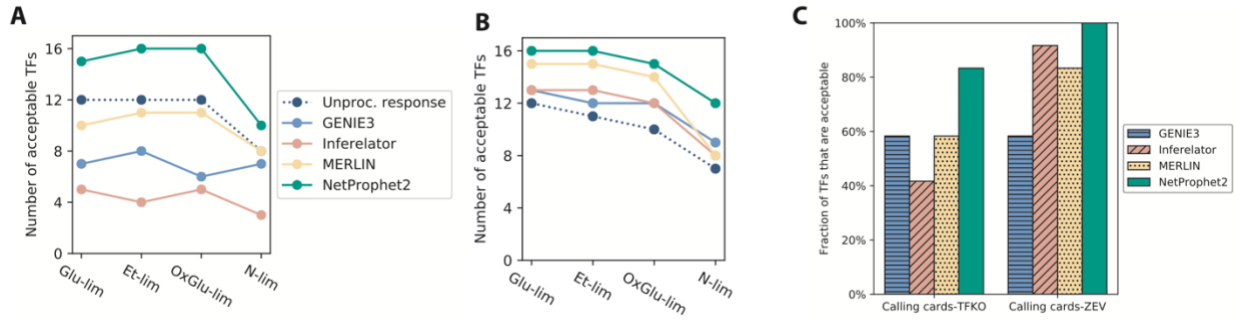 A
Number of acceptable TFs
16
12
8
4
0
Glu-lim
Et-lim
OxGlu-lim
N-lim
Unproc. response
GENIE3
Inferelator
MERLIN
NetProphet2
B
Number of acceptable TFs
16
12
8
4
0
Glu-lim
Et-lim
OxGlu-lim
N-lim
C
Fraction of TFs that are acceptable
100%
80%
60%
40%
20%
0%
Calling cards-TFKO
Calling cards-ZEV
GENIE3
Inferelator
MERLIN
NetProphet2